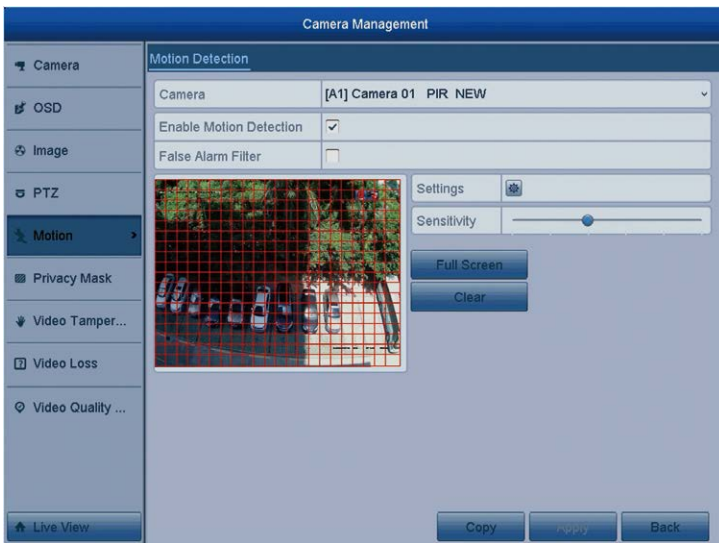 Camera Management
Camera
OSD
Image
PTZ
Motion
Privacy Mask
Video Tamper...
Video Loss
Video Quality ...
Live View
Motion Detection
Camera [A1] Camera 01 PIR NEW
Enable Motion Detection
False Alarm Filter
Settings
Sensitivity
Full Screen
Clear
Copy
Apply
Back